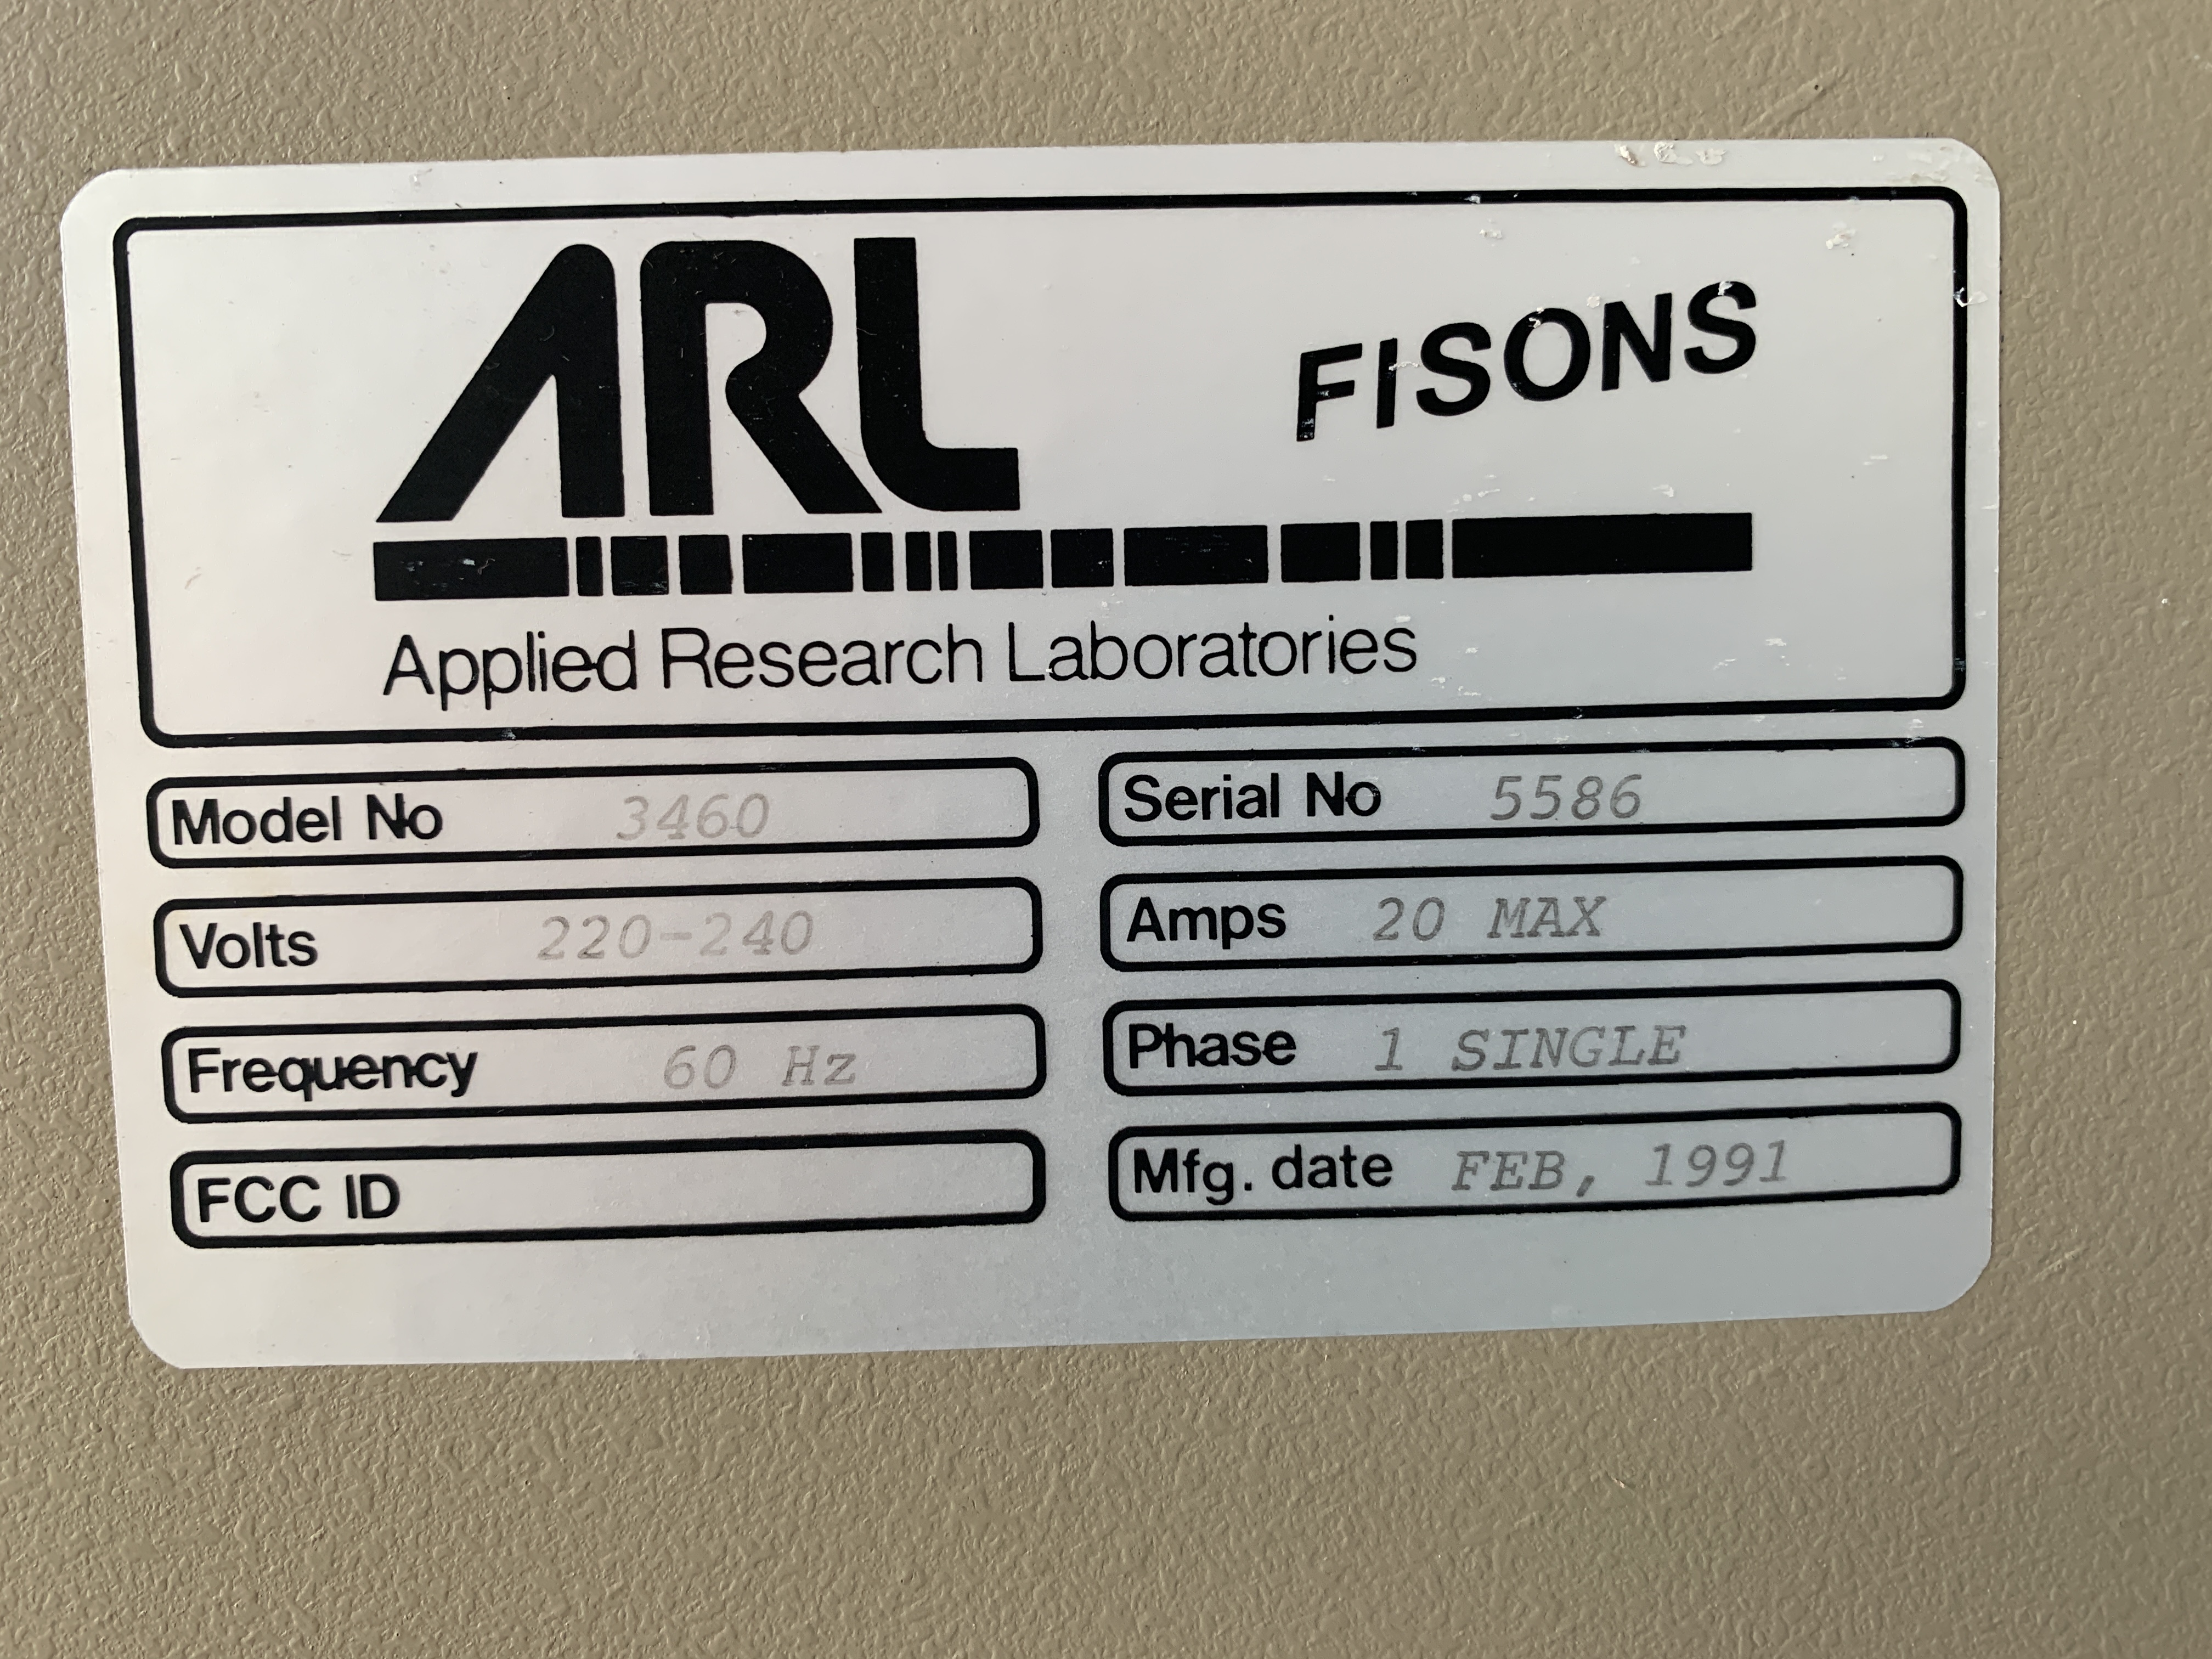 ARL FISONS
Applied Research Laboratories
Model No 3460 Serial No 5586
Volts 220-240 Amps 20 MAX
Frequency 60 Hz Phase 1 SINGLE
FCC ID Mfg. date FEB, 1991